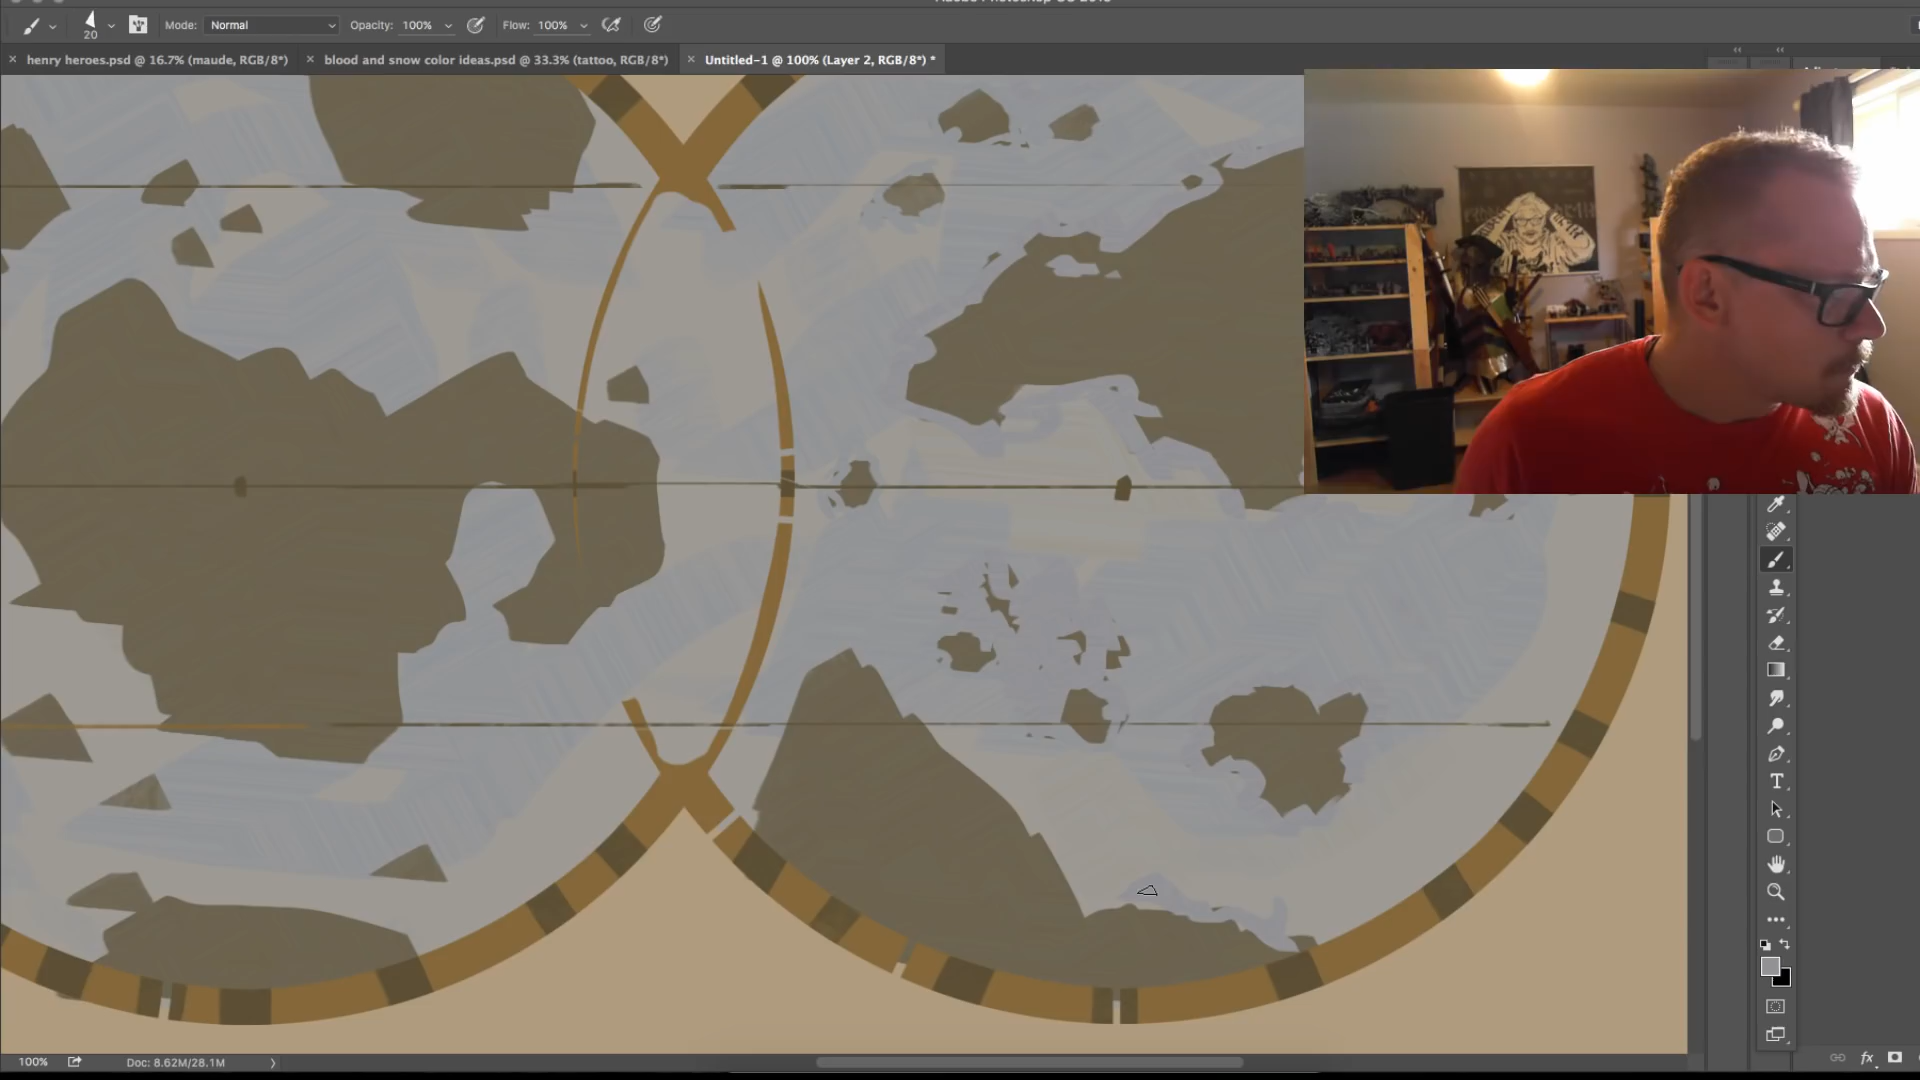 20
Mode: Normal Opacity: 100% Flow: 100%
henry heroes.psd @ 16.7% (maude, RGB/8*)
blood and snow color ideas.psd @ 33.3% (tattoo, RGB/8*)
Untitled-1 @ 100% (Layer 2, RGB/8*) *
100% Doc: 8.62M/28.1M
fx